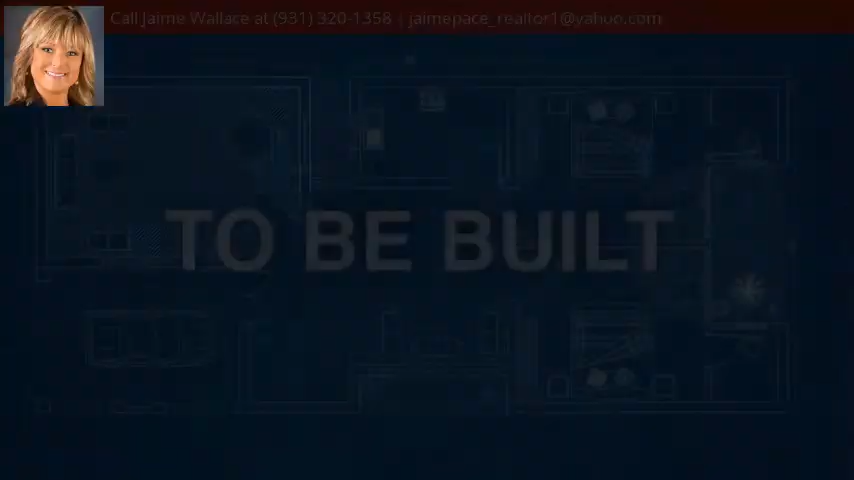 Call Jaime Wallace at (931) 320-1358 | jaimepace_realtor1@yahoo.com
TO BE BUILT